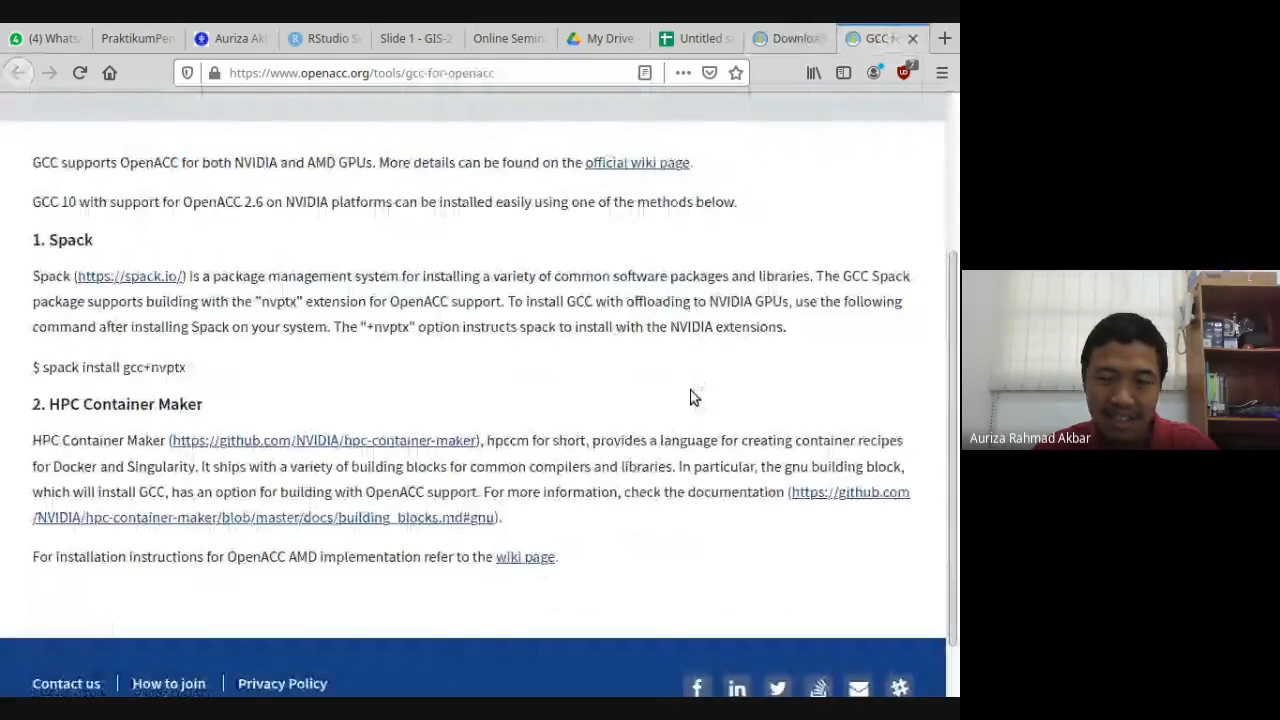 (4) Whats
PraktikumPen
Auriza Ak
RStudio S
Slide 1 - GIS-2
Online Semin
My Drive
Untitled s
Download
GCC fo
https://www.openacc.org/tools/gcc-for-openacc
GCC supports OpenACC for both NVIDIA and AMD GPUs. More details can be found on the official wiki page.
GCC 10 with support for OpenACC 2.6 on NVIDIA platforms can be installed easily using one of the methods below.
1. Spack
Spack (https://spack.io/) is a package management system for installing a variety of common software packages and libraries. The GCC Spack
package supports building with the "nvptx" extension for OpenACC support. To install GCC with offloading to NVIDIA GPUs, use the following
command after installing Spack on your system. The "+nvptx" option instructs spack to install with the NVIDIA extensions.
$ spack install gcc+nvptx
2. HPC Container Maker
HPC Container Maker (https://github.com/NVIDIA/hpc-container-maker), hpccm for short, provides a language for creating container recipes
for Docker and Singularity. It ships with a variety of building blocks for common compilers and libraries. In particular, the gnu building block,
which will install GCC, has an option for building with OpenACC support. For more information, check the documentation (https://github.com
/NVIDIA/hpc-container-maker/blob/master/docs/building_blocks.md#gnu).
For installation instructions for OpenACC AMD implementation refer to the wiki page.
Contact us
How to join
Privacy Policy
Auriza Rahmad Akbar